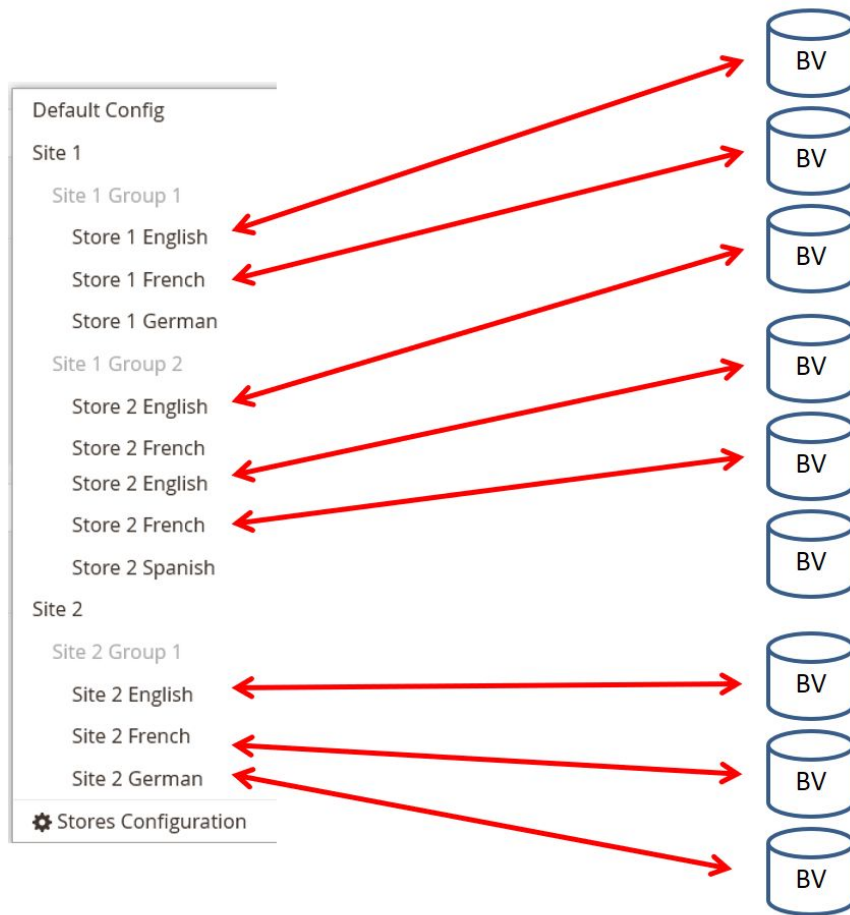 Default Config
Site 1
Site 1 Group 1
Store 1 English
Store 1 French
Store 1 German
Site 1 Group 2
Store 2 English
Store 2 French
Store 2 English
Store 2 French
Store 2 Spanish
Site 2
Site 2 Group 1
Site 2 English
Site 2 French
Site 2 German
Stores Configuration
BV
BV
BV
BV
BV
BV
BV
BV
BV